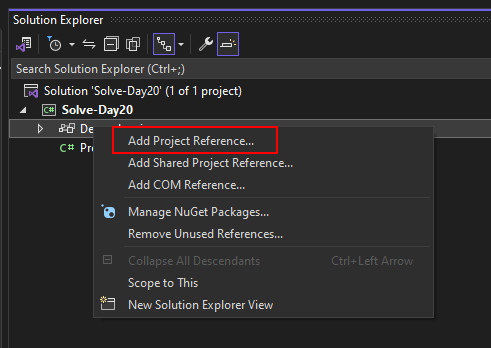 Solution Explorer
Search Solution Explorer (Ctrl+;)
Solution 'Solve-Day20' (1 of 1 project)
C# Solve-Day20
C#
Add Project Reference...
Add Shared Project Reference...
Add COM Reference...
Manage NuGet Packages...
Remove Unused References...
Collapse All Descendants Ctrl+Left Arrow
Scope to This
New Solution Explorer View